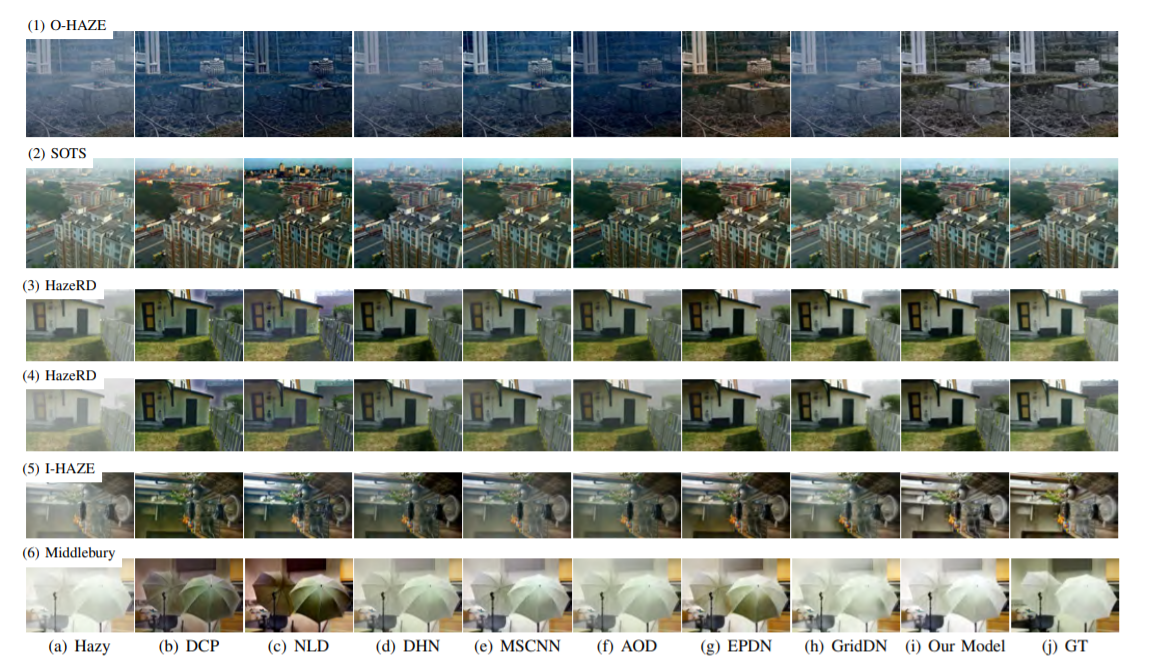 (1) O-HAZE
(2) SOTS
(3) HazeRD
(4) HazeRD
(5) I-HAZE
(6) Middlebury
(a) Hazy (b) DCP (c) NLD (d) DHN (e) MSCNN (f) AOD (g) EPDN (h) GridDN (i) Our Model (j) GT